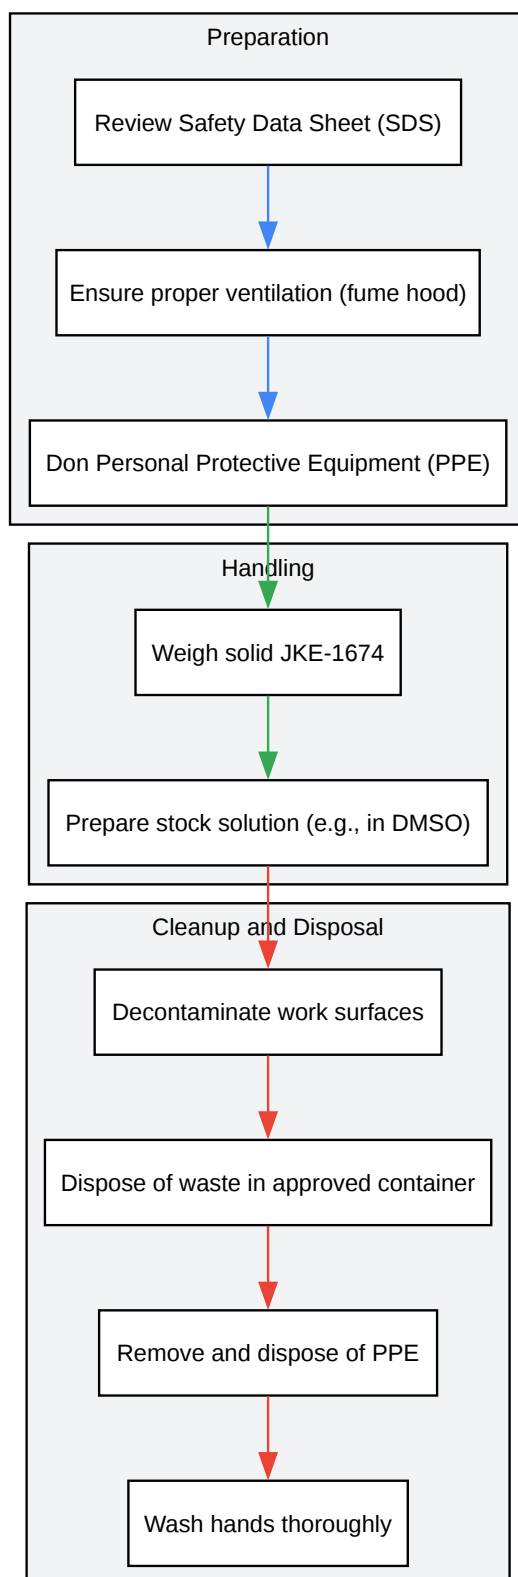 Preparation
Review Safety Data Sheet (SDS)
Ensure proper ventilation (fume hood)
Don Personal Protective Equipment (PPE)
Handling
Weigh solid JKE-1674
Prepare stock solution (e.g., in DMSO)
Cleanup and Disposal
Decontaminate work surfaces
Dispose of waste in approved container
Remove and dispose of PPE
Wash hands thoroughly